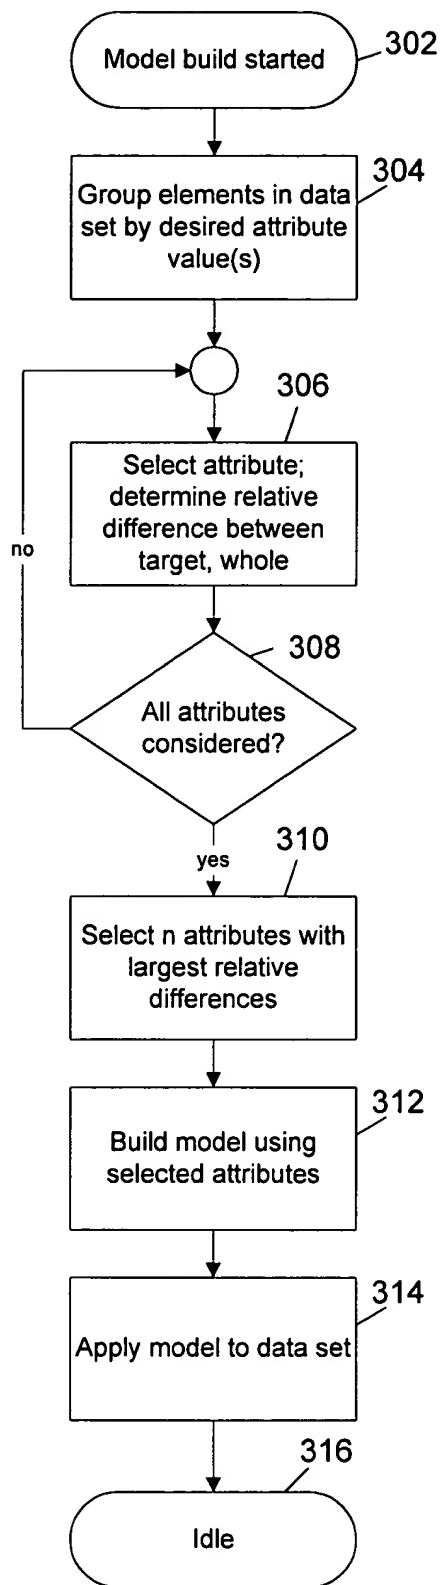 Model build started
302
304
Group elements in data
set by desired attribute
value(s)
306
Select attribute;
determine relative
difference between
target, whole
no
308
All attributes
considered?
yes
310
Select n attributes with
largest relative
differences
312
Build model using
selected attributes
314
Apply model to data set
316
Idle